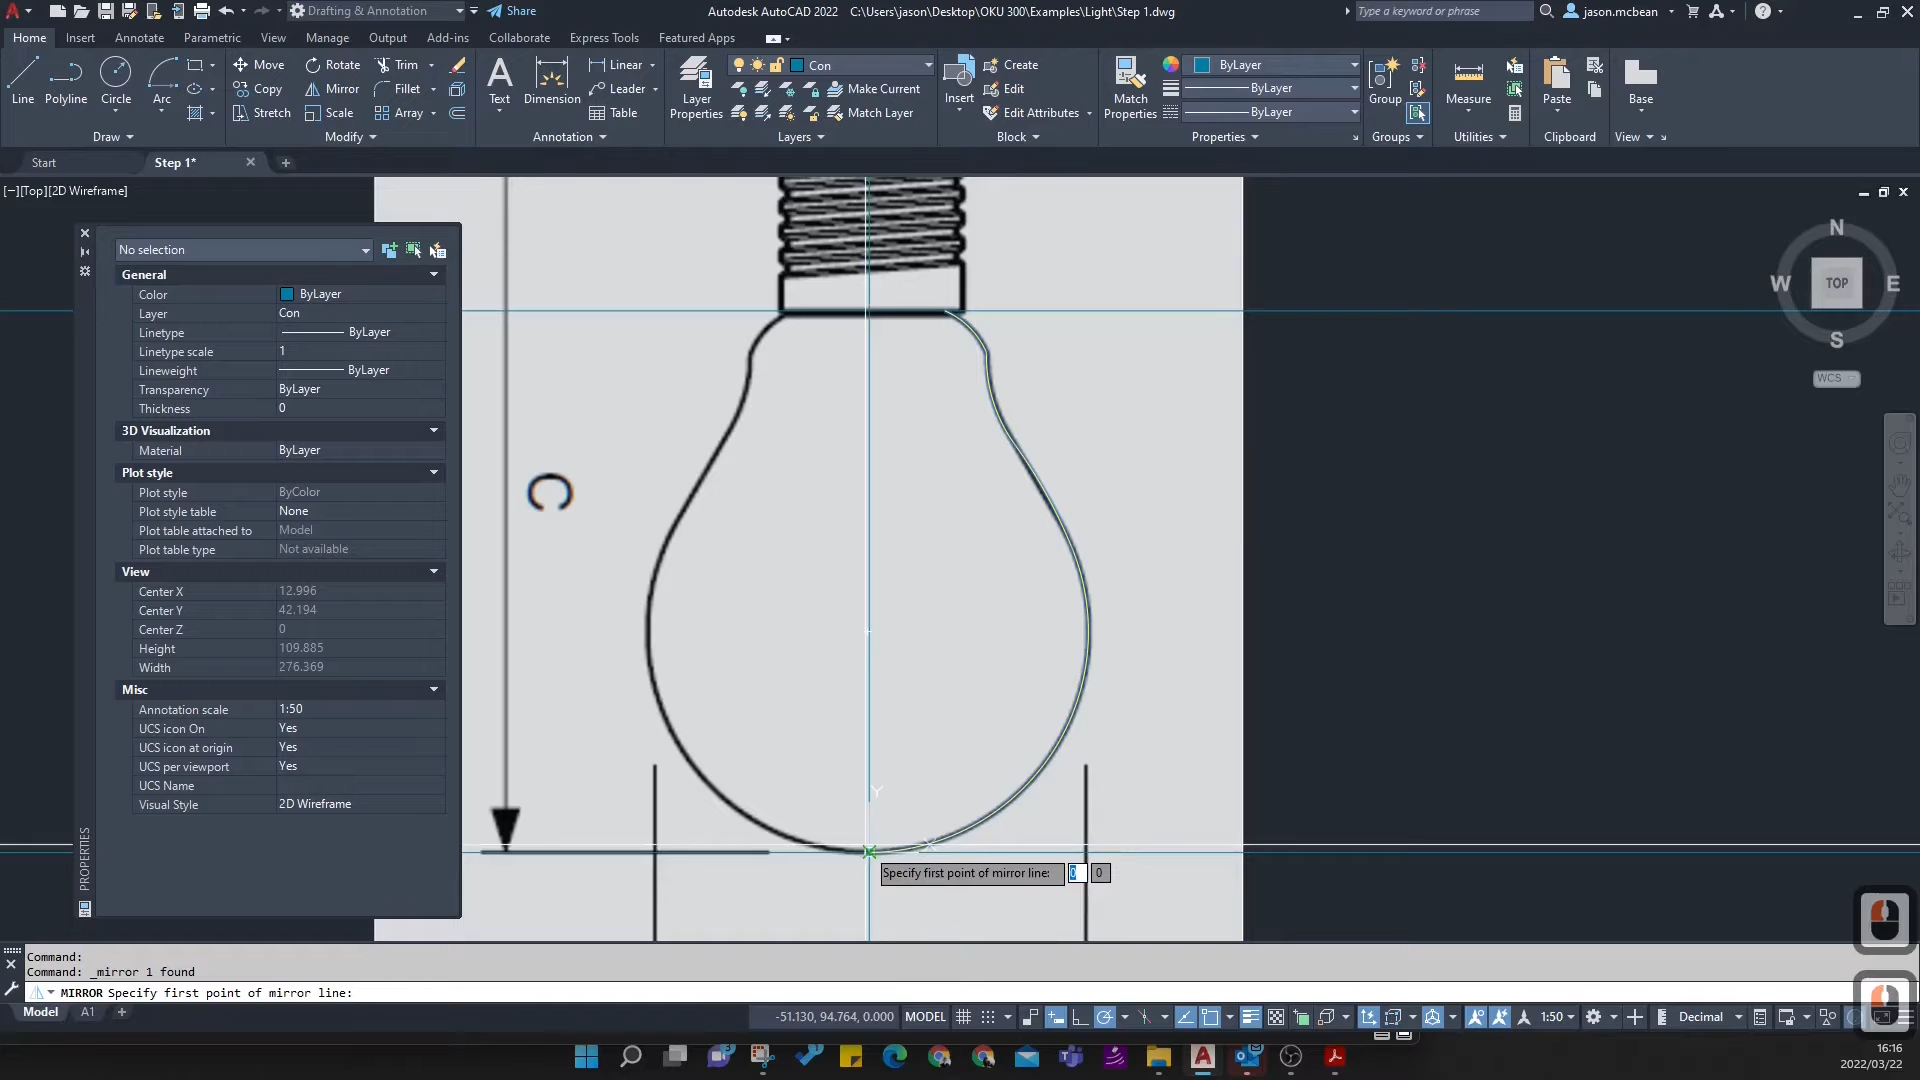 Drafting & Annotation
Share
Autodesk AutoCAD 2022 C:\Users\jason\Desktop\OKU 300\Examples\Light\Step 1.dwg
Type a keyword or phrase
jason.mcbean
Home Insert Annotate Parametric View Manage Output Add-ins Collaborate Express Tools Featured Apps
Line
Polyline
Circle
Arc
Draw
Move
Rotate
Trim
Copy
Mirror
Fillet
Stretch
Scale
Array
Modify
Text
Dimension
Linear
Leader
Table
Annotation
Layer
Properties
Con
Make Current
Match Layer
Layers
Insert
Create
Edit
Edit Attributes
Block
Match
Properties
ByLayer
ByLayer
ByLayer
Properties
Group
Groups
Measure
Utilities
Paste
Clipboard
Base
View
Start
Step 1*
[−][Top][2D Wireframe]
No selection
General
Color ByLayer
Layer Con
Linetype ByLayer
Linetype scale 1
Lineweight ByLayer
Transparency ByLayer
Thickness 0
3D Visualization
Material ByLayer
Plot style
Plot style ByColor
Plot style table None
Plot table attached to Model
Plot table type Not available
View
Center X 12.996
Center Y 42.194
Center Z 0
Height 109.885
Width 276.369
Misc
Annotation scale 1:50
UCS icon On Yes
UCS icon at origin Yes
UCS per viewport Yes
UCS Name
Visual Style 2D Wireframe
PROPERTIES
C
N
W TOP E
S
WCS
Y
X
Specify first point of mirror line: 0 0
Command:
Command: _mirror 1 found
MIRROR Specify first point of mirror line:
Model A1
-51.130, 94.764, 0.000 MODEL
1:50
Decimal
16:16
2022/03/22